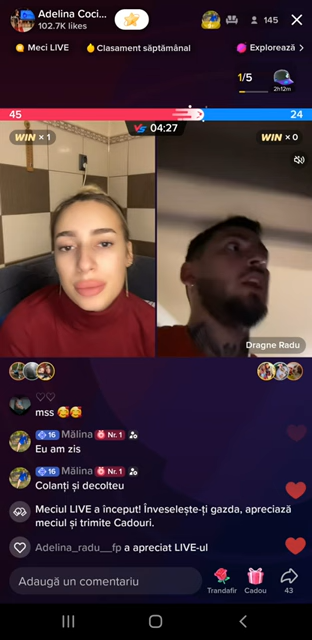 Adelina Coci...
102.7K likes
145
Meci LIVE
Clasament săptămânal
Explorează
1/5
2h12m
45
24
VS 04:27
WIN × 1
WIN × 0
Dragne Radu
mss
16 Mălina Nr. 1
Eu am zis
16 Mălina Nr. 1
Colanți și decolteu
Meciul LIVE a început! Înveselește-ți gazda, apreciază
meciul și trimite Cadouri.
Adelina_radu__fp a apreciat LIVE-ul
Adaugă un comentariu
Trandafir
Cadou
43